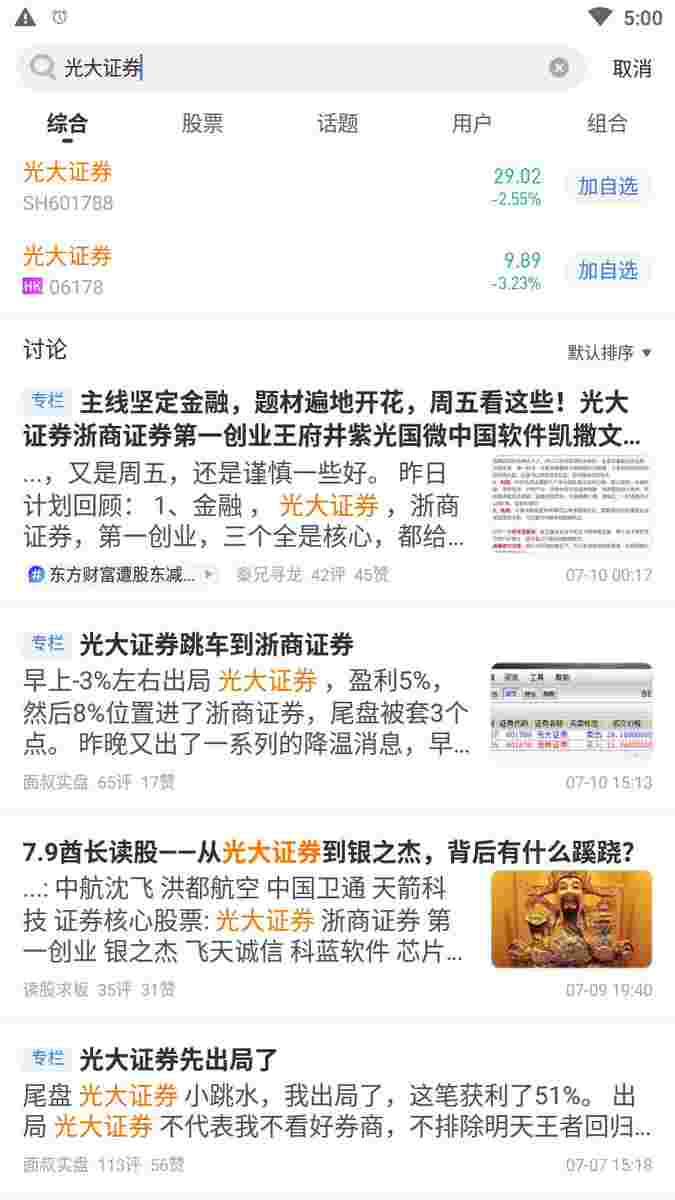 5:00
光大证券
取消
综合 股票 话题 用户 组合
光大证券 29.02 加自选
SH601788 -2.55%
光大证券 9.89 加自选
HK 06178 -3.23%
讨论 默认排序
专栏 主线坚定金融，题材遍地开花，周五看这些！光大
证券浙商证券第一创业王府井紫光国微中国软件凯撒文...
...，又是周五，还是谨慎一些好。 昨日
计划回顾： 1、金融 ， 光大证券 ，浙商
证券，第一创业，三个全是核心，都给...
东方财富遭股东减... 秦兄寻龙 42评 45赞 07-10 00:17
专栏 光大证券跳车到浙商证券
早上-3%左右出局 光大证券 ，盈利5%，
然后8%位置进了浙商证券，尾盘被套3个
点。 昨晚又出了一系列的降温消息，早...
面叔实盘 65评 17赞 07-10 15:13
7.9酋长读股——从光大证券到银之杰，背后有什么蹊跷？
...: 中航沈飞 洪都航空 中国卫通 天箭科
技 证券核心股票: 光大证券 浙商证券 第
一创业 银之杰 飞天诚信 科蓝软件 芯片...
读股求板 35评 31赞 07-09 19:40
专栏 光大证券先出局了
尾盘 光大证券 小跳水，我出局了，这笔获利了51%。 出
局 光大证券 不代表我不看好券商，不排除明天王者回归...
面叔实盘 113评 56赞 07-07 15:18